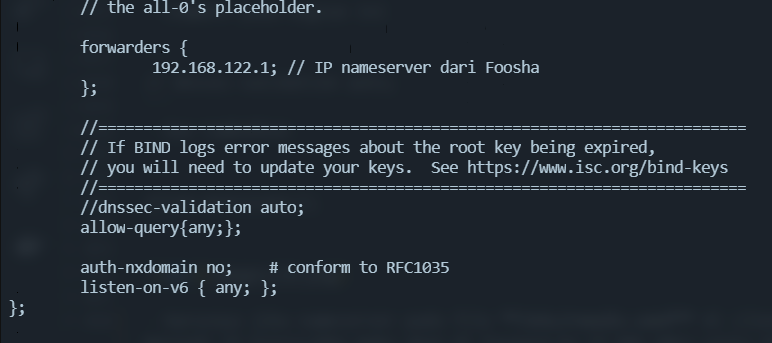 // the all-0's placeholder.
forwarders {
192.168.122.1; // IP nameserver dari Foosha
};
//========================================================================
// If BIND logs error messages about the root key being expired,
// you will need to update your keys.  See https://www.isc.org/bind-keys
//========================================================================
//dnssec-validation auto;
allow-query{any;};
auth-nxdomain no;    # conform to RFC1035
listen-on-v6 { any; };
};